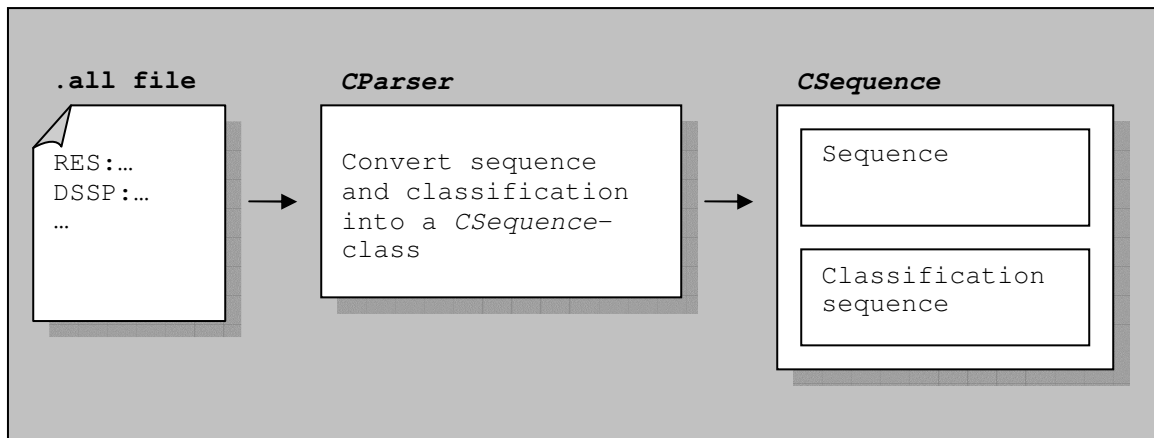 .all file
RES:…
DSSP:…
…
CParser
Convert sequence
and classification
into a CSequence-
class
CSequence
Sequence
Classification
sequence